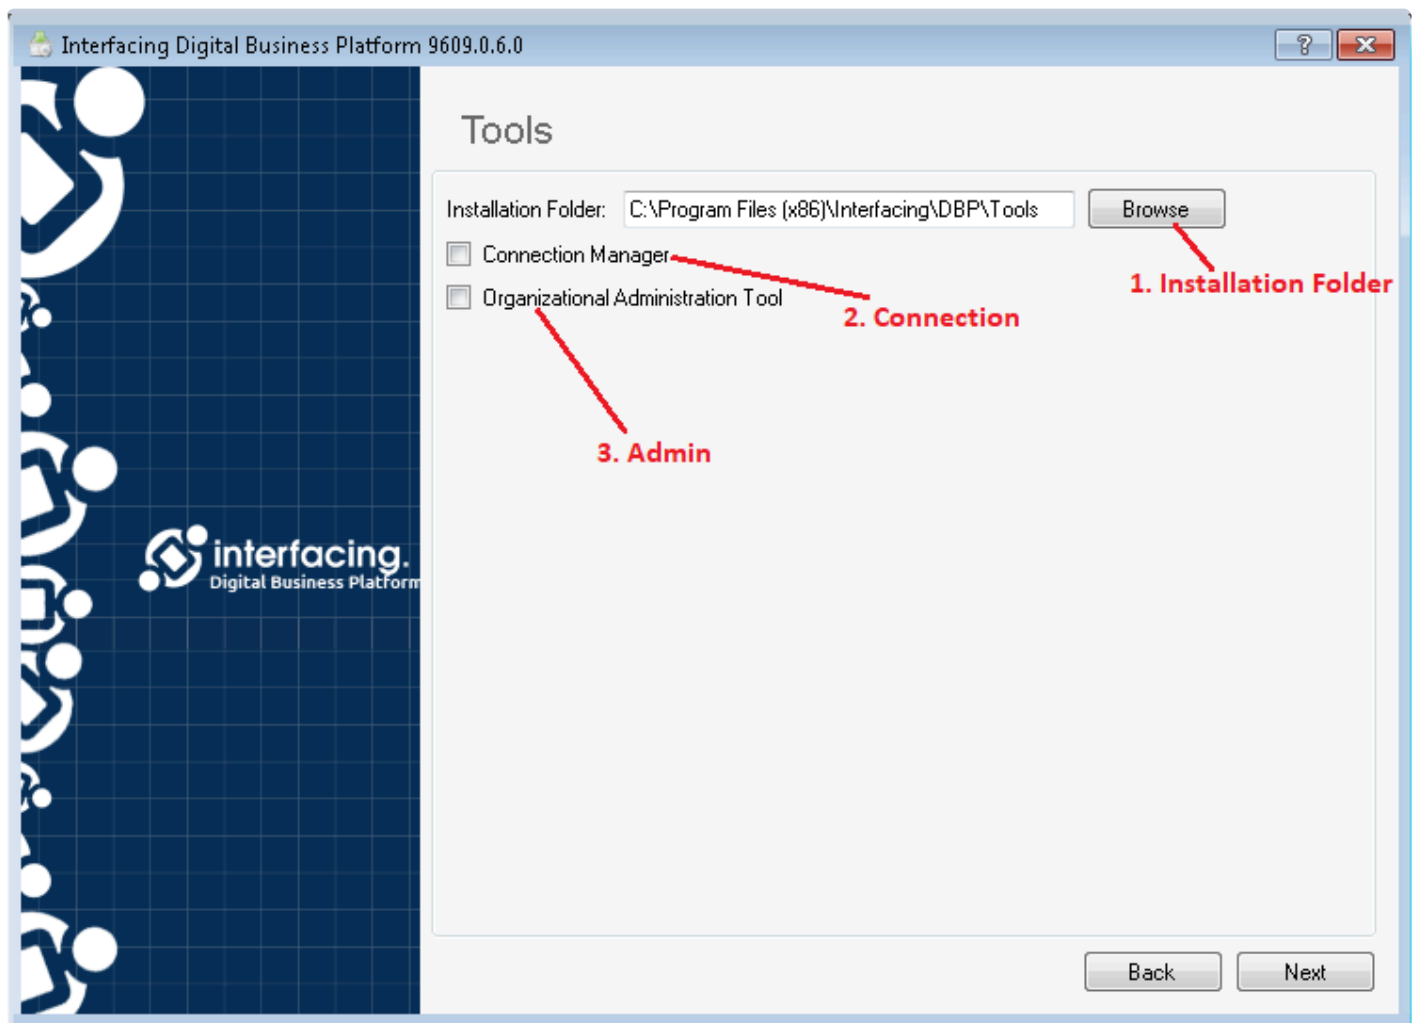 Interfacing Digital Business Platform 9609.0.6.0
?
Tools
Installation Folder: C:\Program Files (x86)\Interfacing\DBP\Tools Browse
Connection Manager
1. Installation Folder
Organizational Administration Tool
2. Connection
3. Admin
interfacing.
Digital Business Platform
Back Next